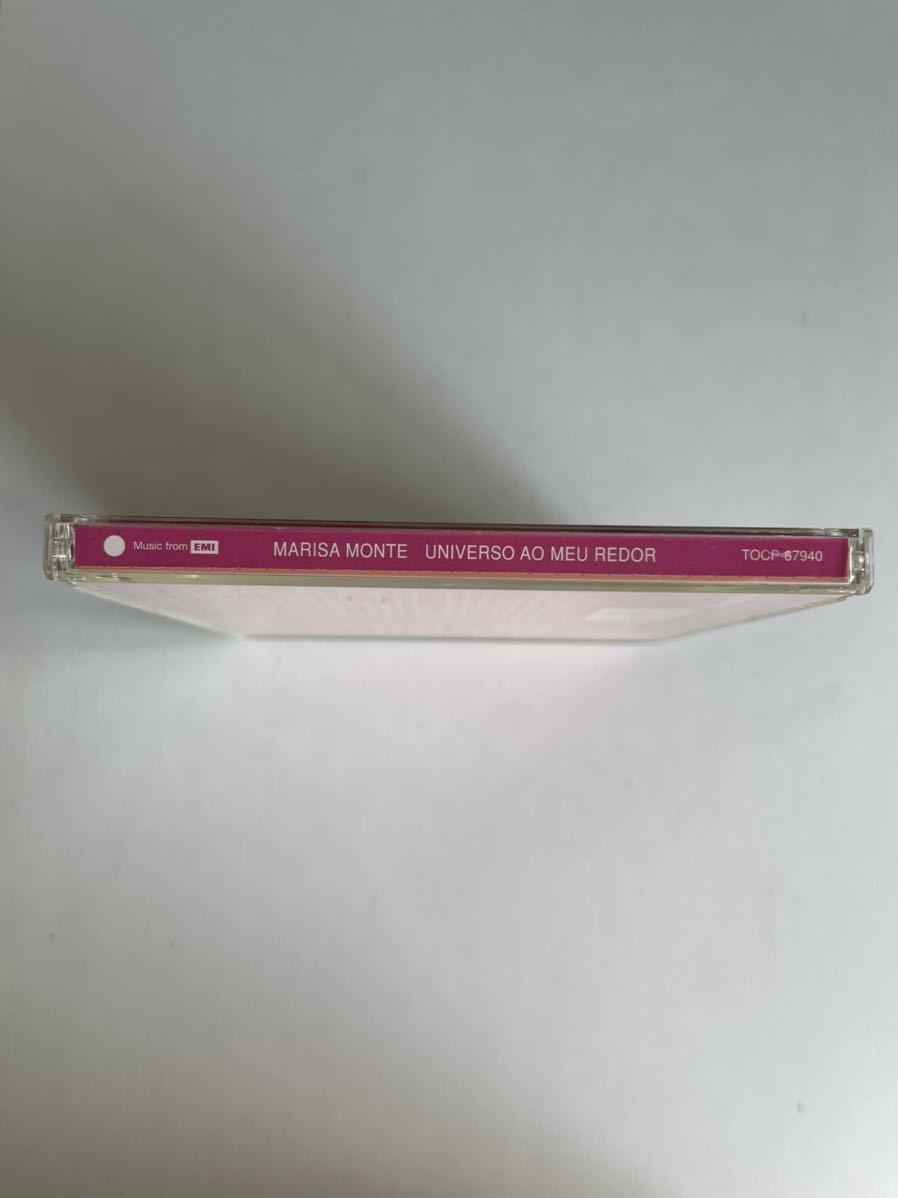 Music from EMI MARISA MONTE UNIVERSO AO MEU REDOR TOCP-67940